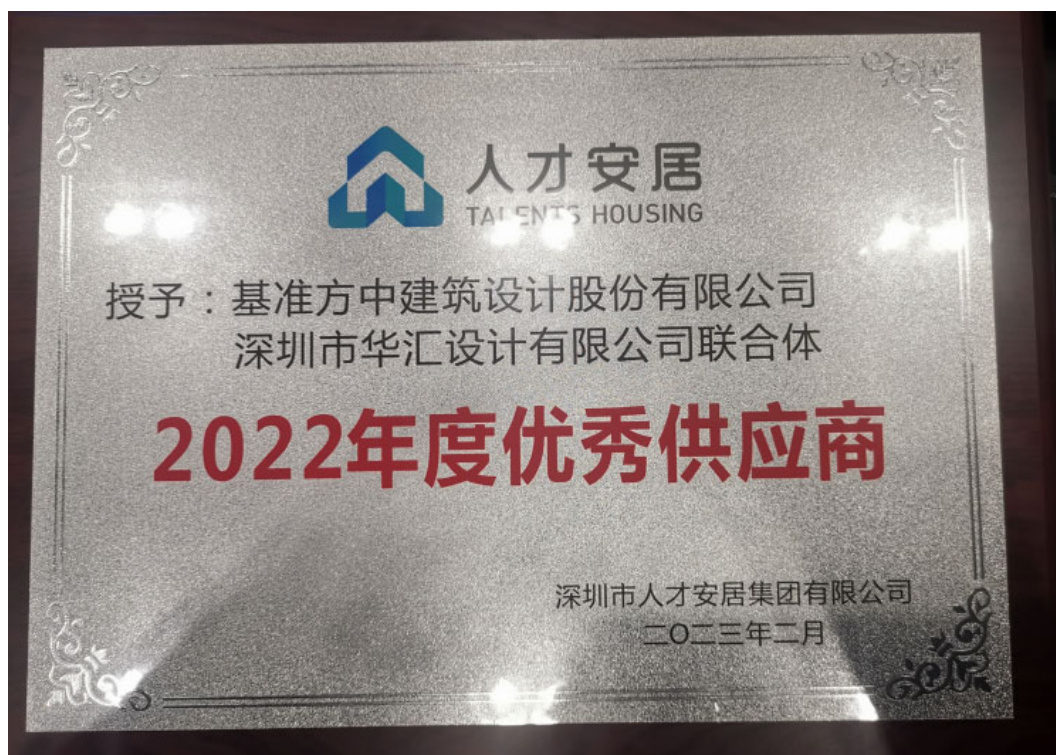 人才安居
TALENTS HOUSING
授予：基准方中建筑设计股份有限公司
深圳市华汇设计有限公司联合体
2022年度优秀供应商
深圳市人才安居集团有限公司
二〇二三年二月